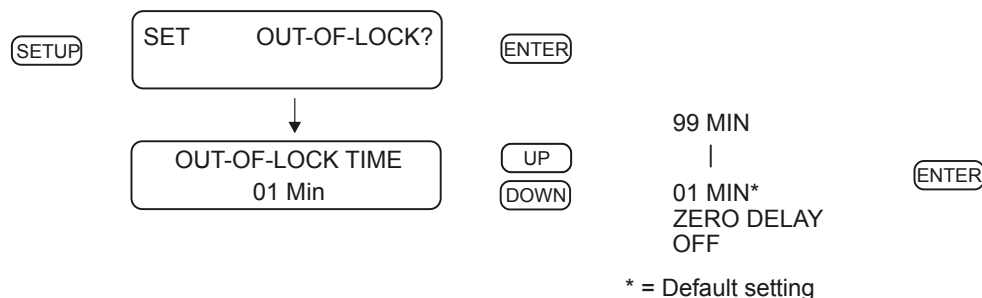 SETUP
SET OUT-OF-LOCK?
ENTER
OUT-OF-LOCK TIME
01 Min
UP
DOWN
99 MIN
|
01 MIN*
ZERO DELAY
OFF
ENTER
* = Default setting